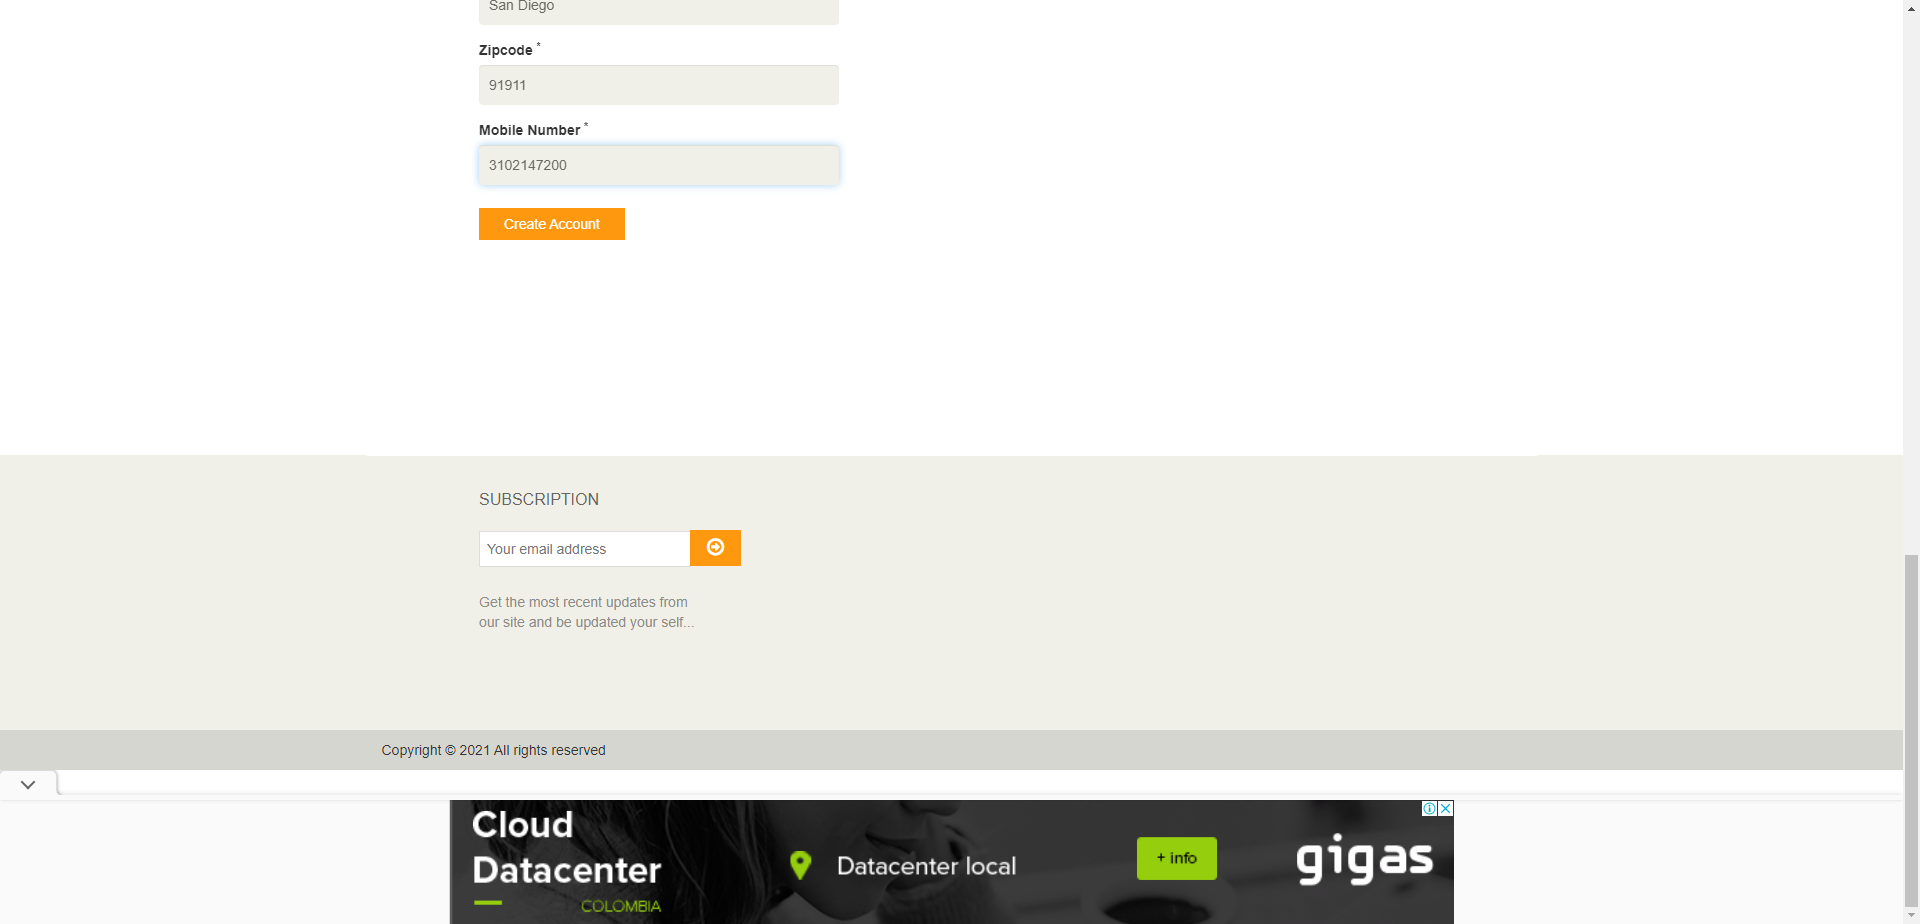 San Diego
Zipcode *
91911
Mobile Number *
3102147200
Create Account
SUBSCRIPTION
Your email address
Get the most recent updates from
our site and be updated your self...
Copyright © 2021 All rights reserved
Cloud
Datacenter
COLOMBIA
Datacenter local
+ info
gigas